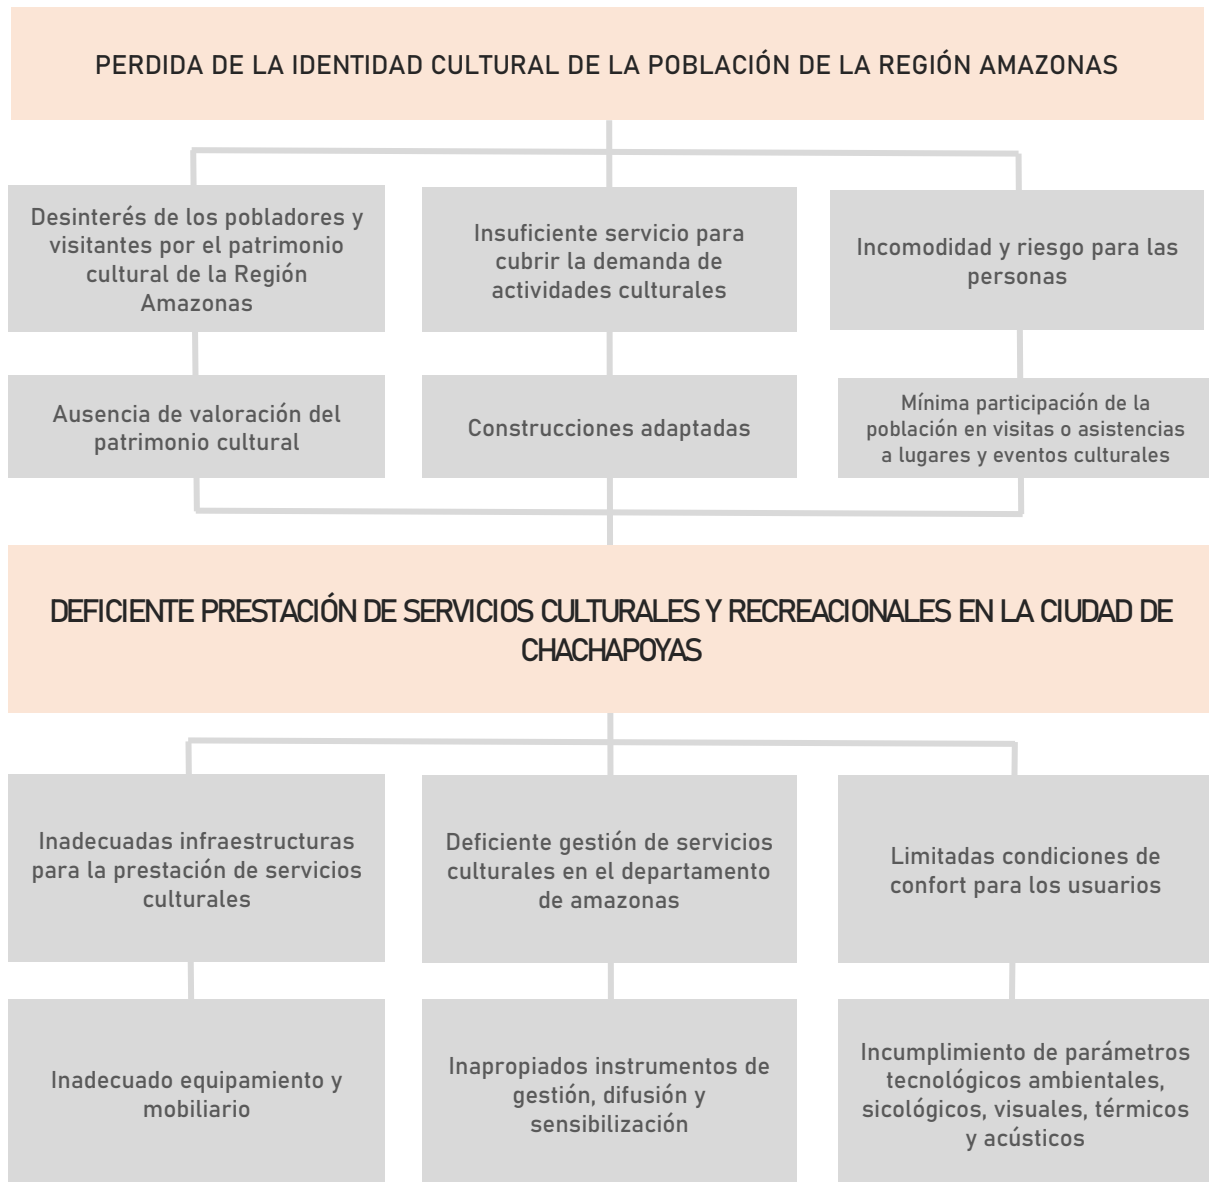 PERDIDA DE LA IDENTIDAD CULTURAL DE LA POBLACIÓN DE LA REGIÓN AMAZONAS
Desinterés de los pobladores y
visitantes por el patrimonio
cultural de la Región
Amazonas
Insuficiente servicio para
cubrir la demanda de
actividades culturales
Incomodidad y riesgo para las
personas
Ausencia de valoración del
patrimonio cultural
Construcciones adaptadas
Mínima participación de la
población en visitas o asistencias
a lugares y eventos culturales
DEFICIENTE PRESTACIÓN DE SERVICIOS CULTURALES Y RECREACIONALES EN LA CIUDAD DE
CHACHAPOYAS
Inadecuadas infraestructuras
para la prestación de servicios
culturales
Deficiente gestión de servicios
culturales en el departamento
de amazonas
Limitadas condiciones de
confort para los usuarios
Inadecuado equipamiento y
mobiliario
Inapropiados instrumentos de
gestión, difusión y
sensibilización
Incumplimiento de parámetros
tecnológicos ambientales,
sicológicos, visuales, térmicos
y acústicos